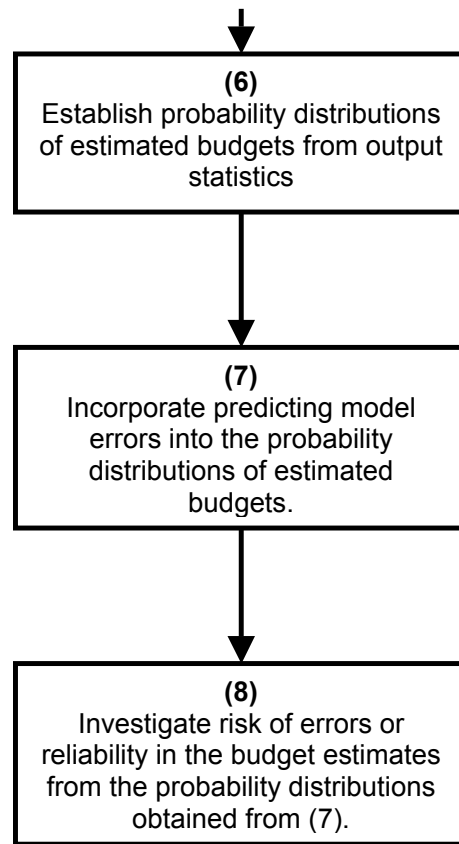 (6)
Establish probability distributions
of estimated budgets from output
statistics
(7)
Incorporate predicting model
errors into the probability
distributions of estimated
budgets.
(8)
Investigate risk of errors or
reliability in the budget estimates
from the probability distributions
obtained from (7).